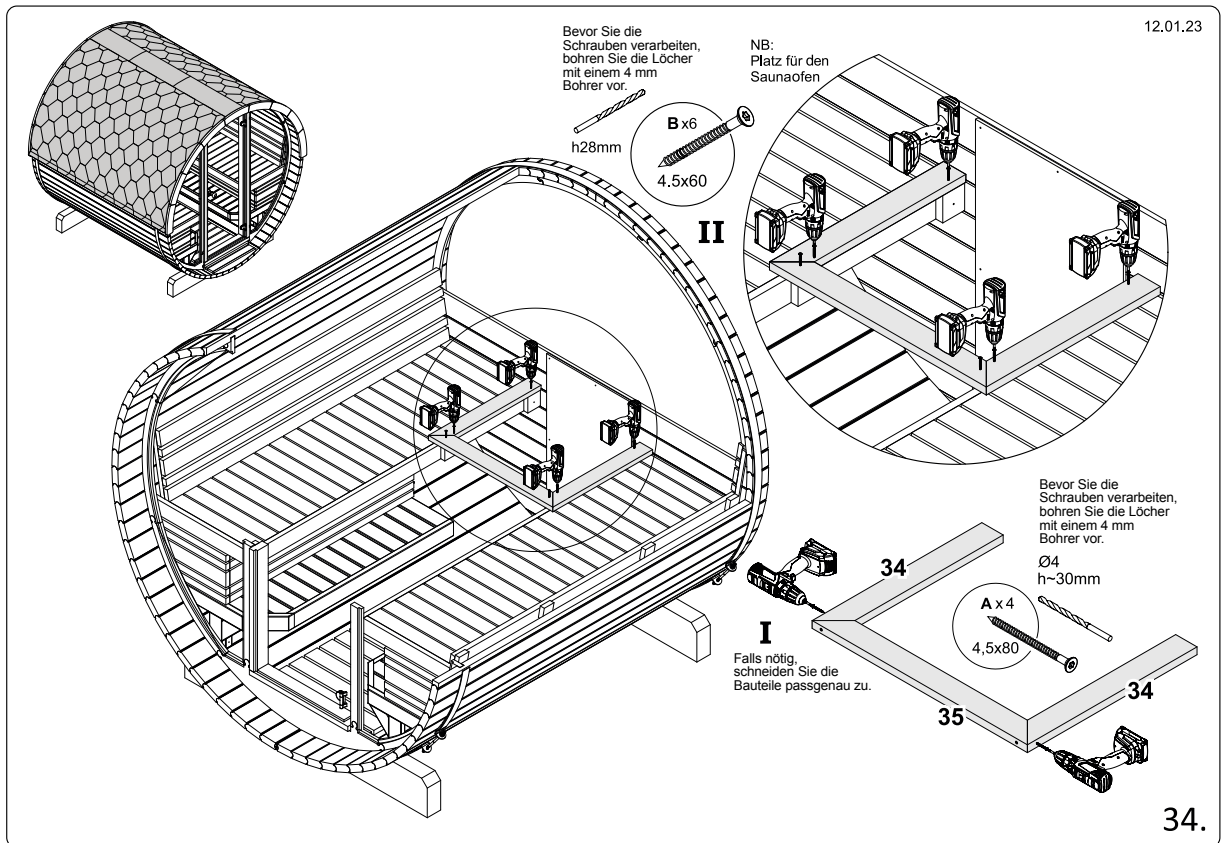 12.01.23
Bevor Sie die
Schrauben verarbeiten,
bohren Sie die Löcher
mit einem 4 mm
Bohrer vor.
h28mm
B x6
4.5x60
NB:
Platz für den
Saunaofen
II
Bevor Sie die
Schrauben verarbeiten,
bohren Sie die Löcher
mit einem 4 mm
Bohrer vor.
Ø4
h~30mm
A x 4
4,5x80
34
34
35
I
Falls nötig,
schneiden Sie die
Bauteile passgenau zu.
34.